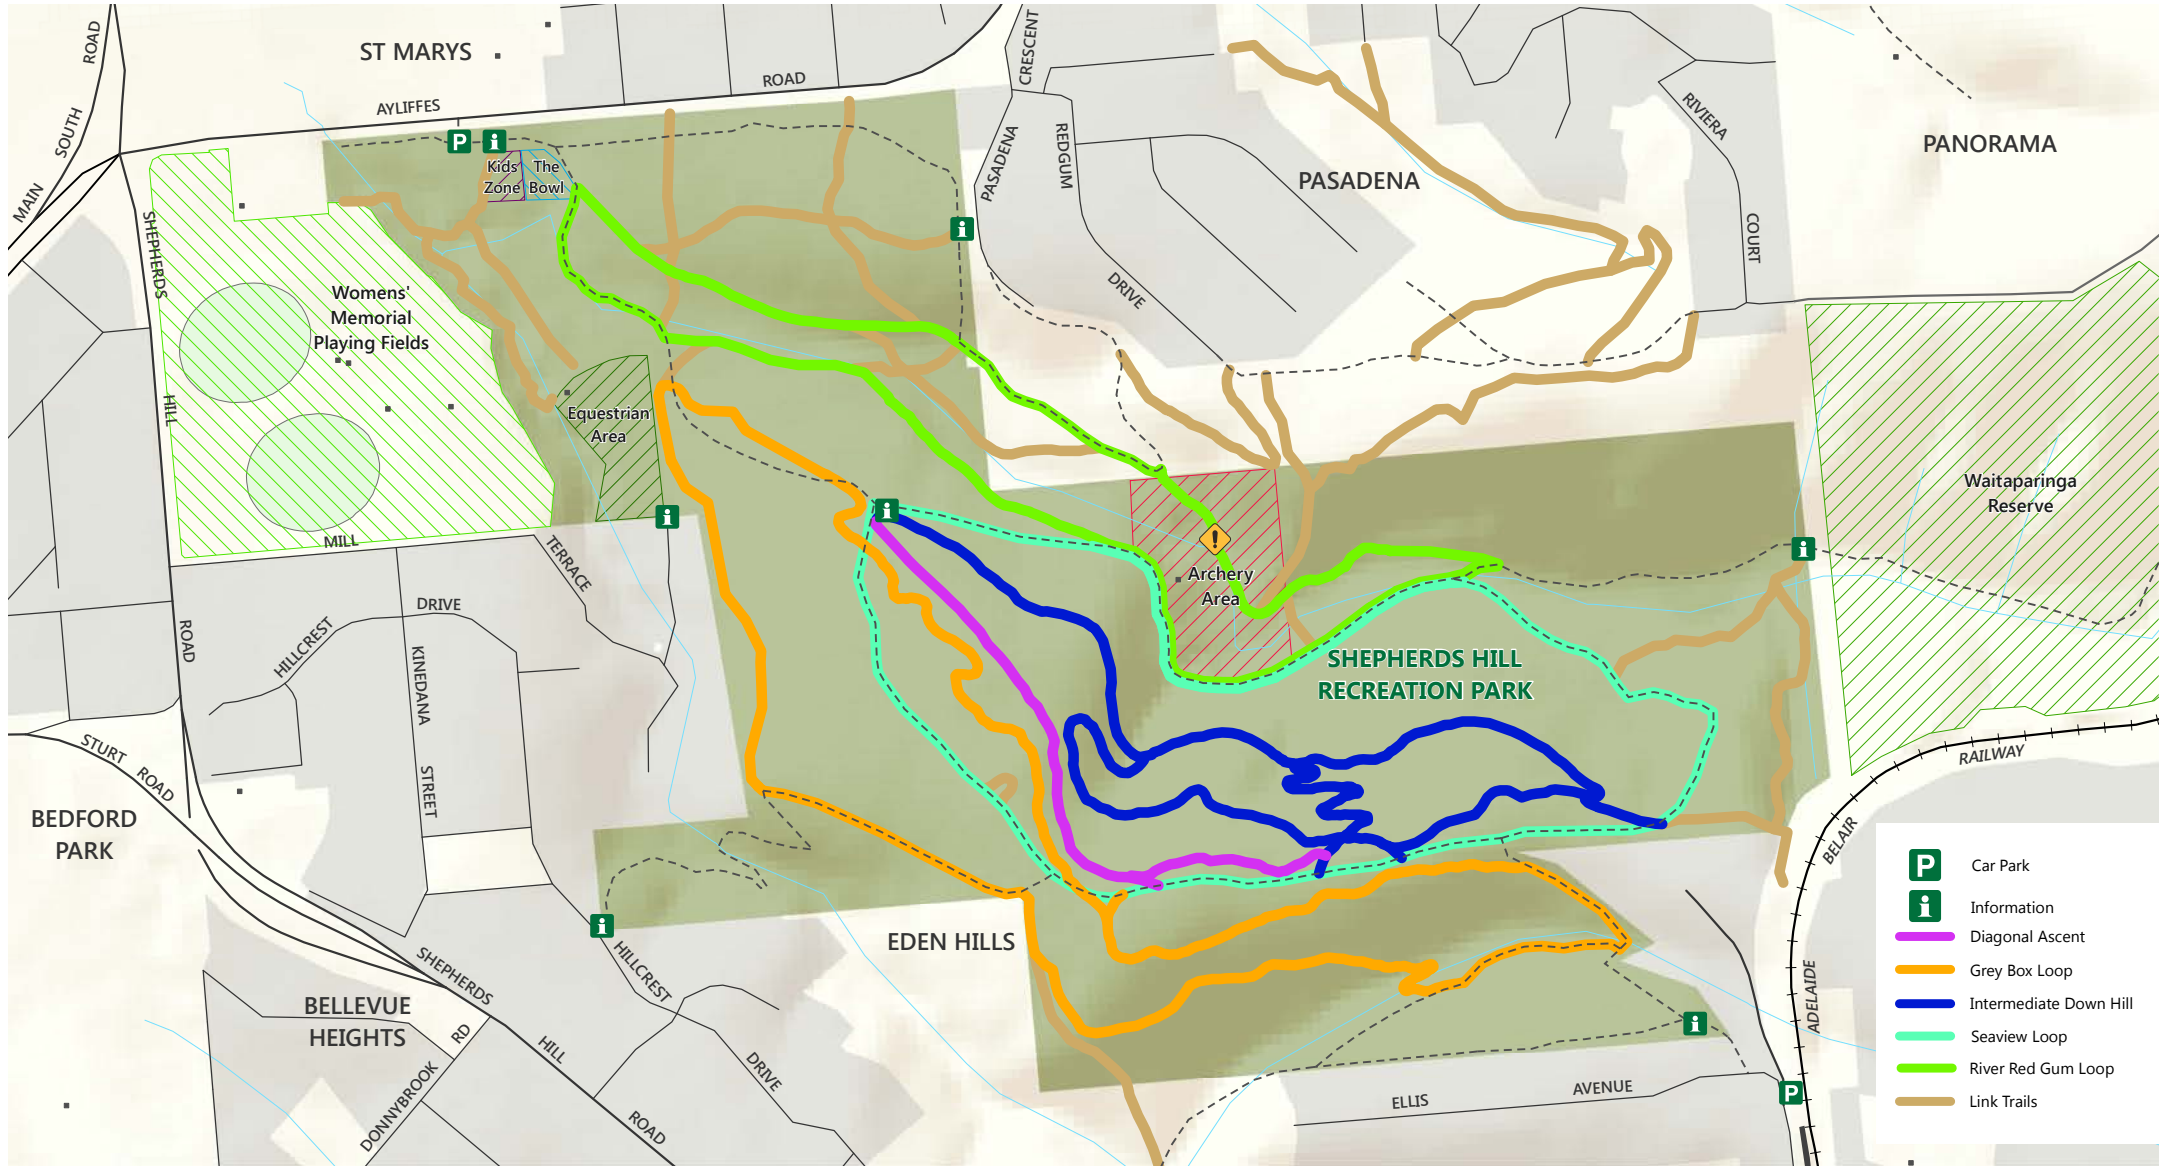 ST MARYS
MAIN
SOUTH
ROAD
AYLIFFES
ROAD
CRESCENT
PASADENA
REDGUM
DRIVE
PASADENA
RIVIERA
COURT
PANORAMA
P
i
Kids
Zone
The
Bowl
i
SHEPHERDS
HILL
ROAD
Womens'
Memorial
Playing Fields
Equestrian
Area
i
i
MILL
TERRACE
!
Archery
Area
i
Waitaparinga
Reserve
HILLCREST
DRIVE
KINEDANA
STREET
SHEPHERDS HILL
RECREATION PARK
STURT
ROAD
BEDFORD
PARK
RAILWAY
BELAIR
ADELAIDE
i
HILLCREST
DRIVE
EDEN HILLS
SHEPHERDS
HILL
ROAD
BELLEVUE
HEIGHTS
DONNYBROOK
RD
i
P
ELLIS
AVENUE
P Car Park
i Information
Diagonal Ascent
Grey Box Loop
Intermediate Down Hill
Seaview Loop
River Red Gum Loop
Link Trails